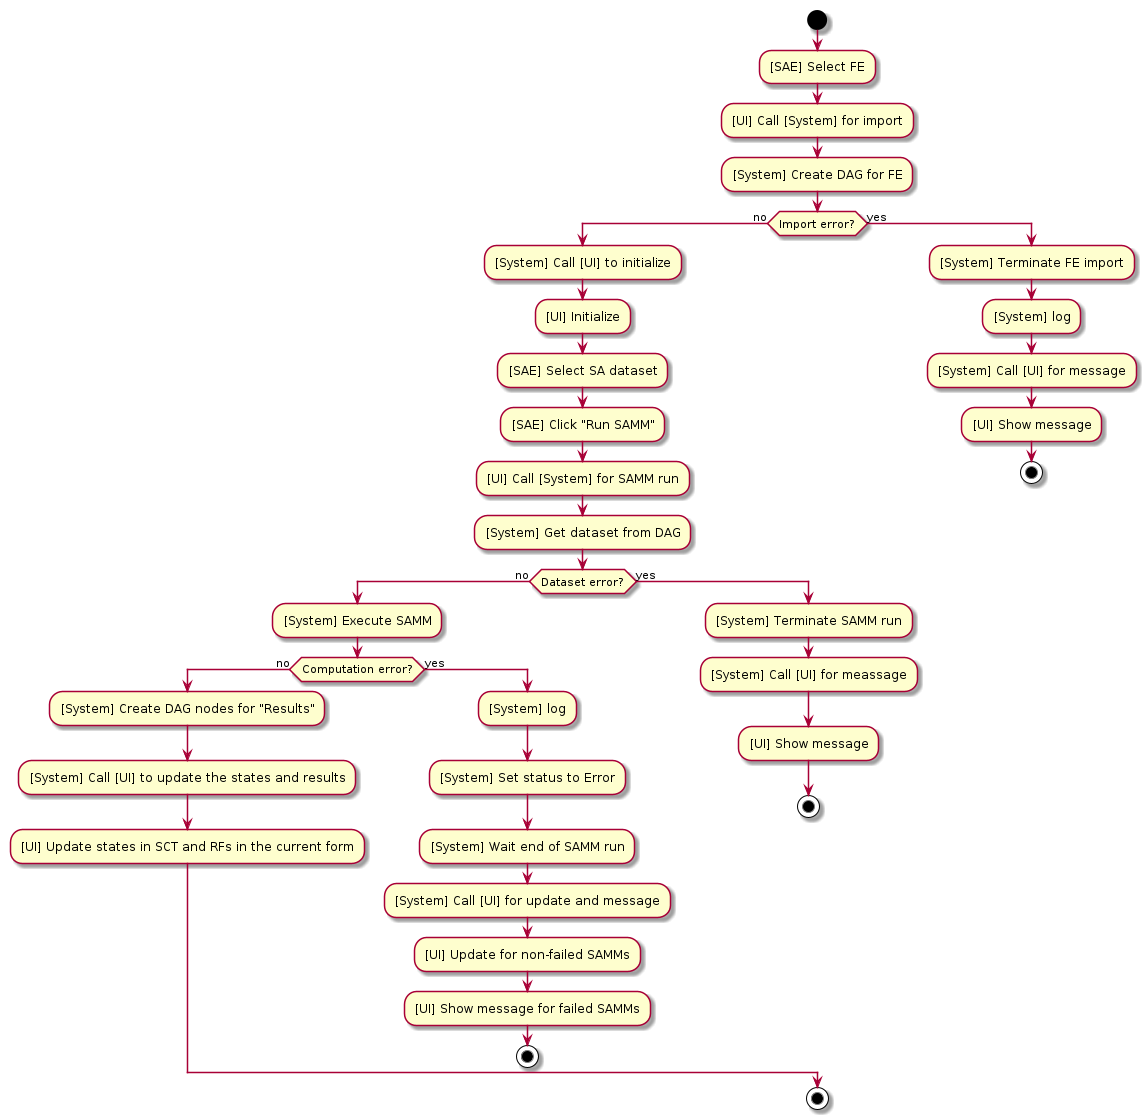 [SAE] Select FE
[UI] Call [System] for import
[System] Create DAG for FE
no
Import error?
yes
[System] Call [UI] to initialize
[System] Terminate FE import
[UI] Initialize
[System] log
[SAE] Select SA dataset
[System] Call [UI] for message
[SAE] Click "Run SAMM"
[UI] Show message
[UI] Call [System] for SAMM run
[System] Get dataset from DAG
no
Dataset error?
yes
[System] Execute SAMM
[System] Terminate SAMM run
no
Computation error?
yes
[System] Call [UI] for meassage
[System] Create DAG nodes for "Results"
[System] log
[UI] Show message
[System] Call [UI] to update the states and results
[System] Set status to Error
[UI] Update states in SCT and RFs in the current form
[System] Wait end of SAMM run
[System] Call [UI] for update and message
[UI] Update for non-failed SAMMs
[UI] Show message for failed SAMMs